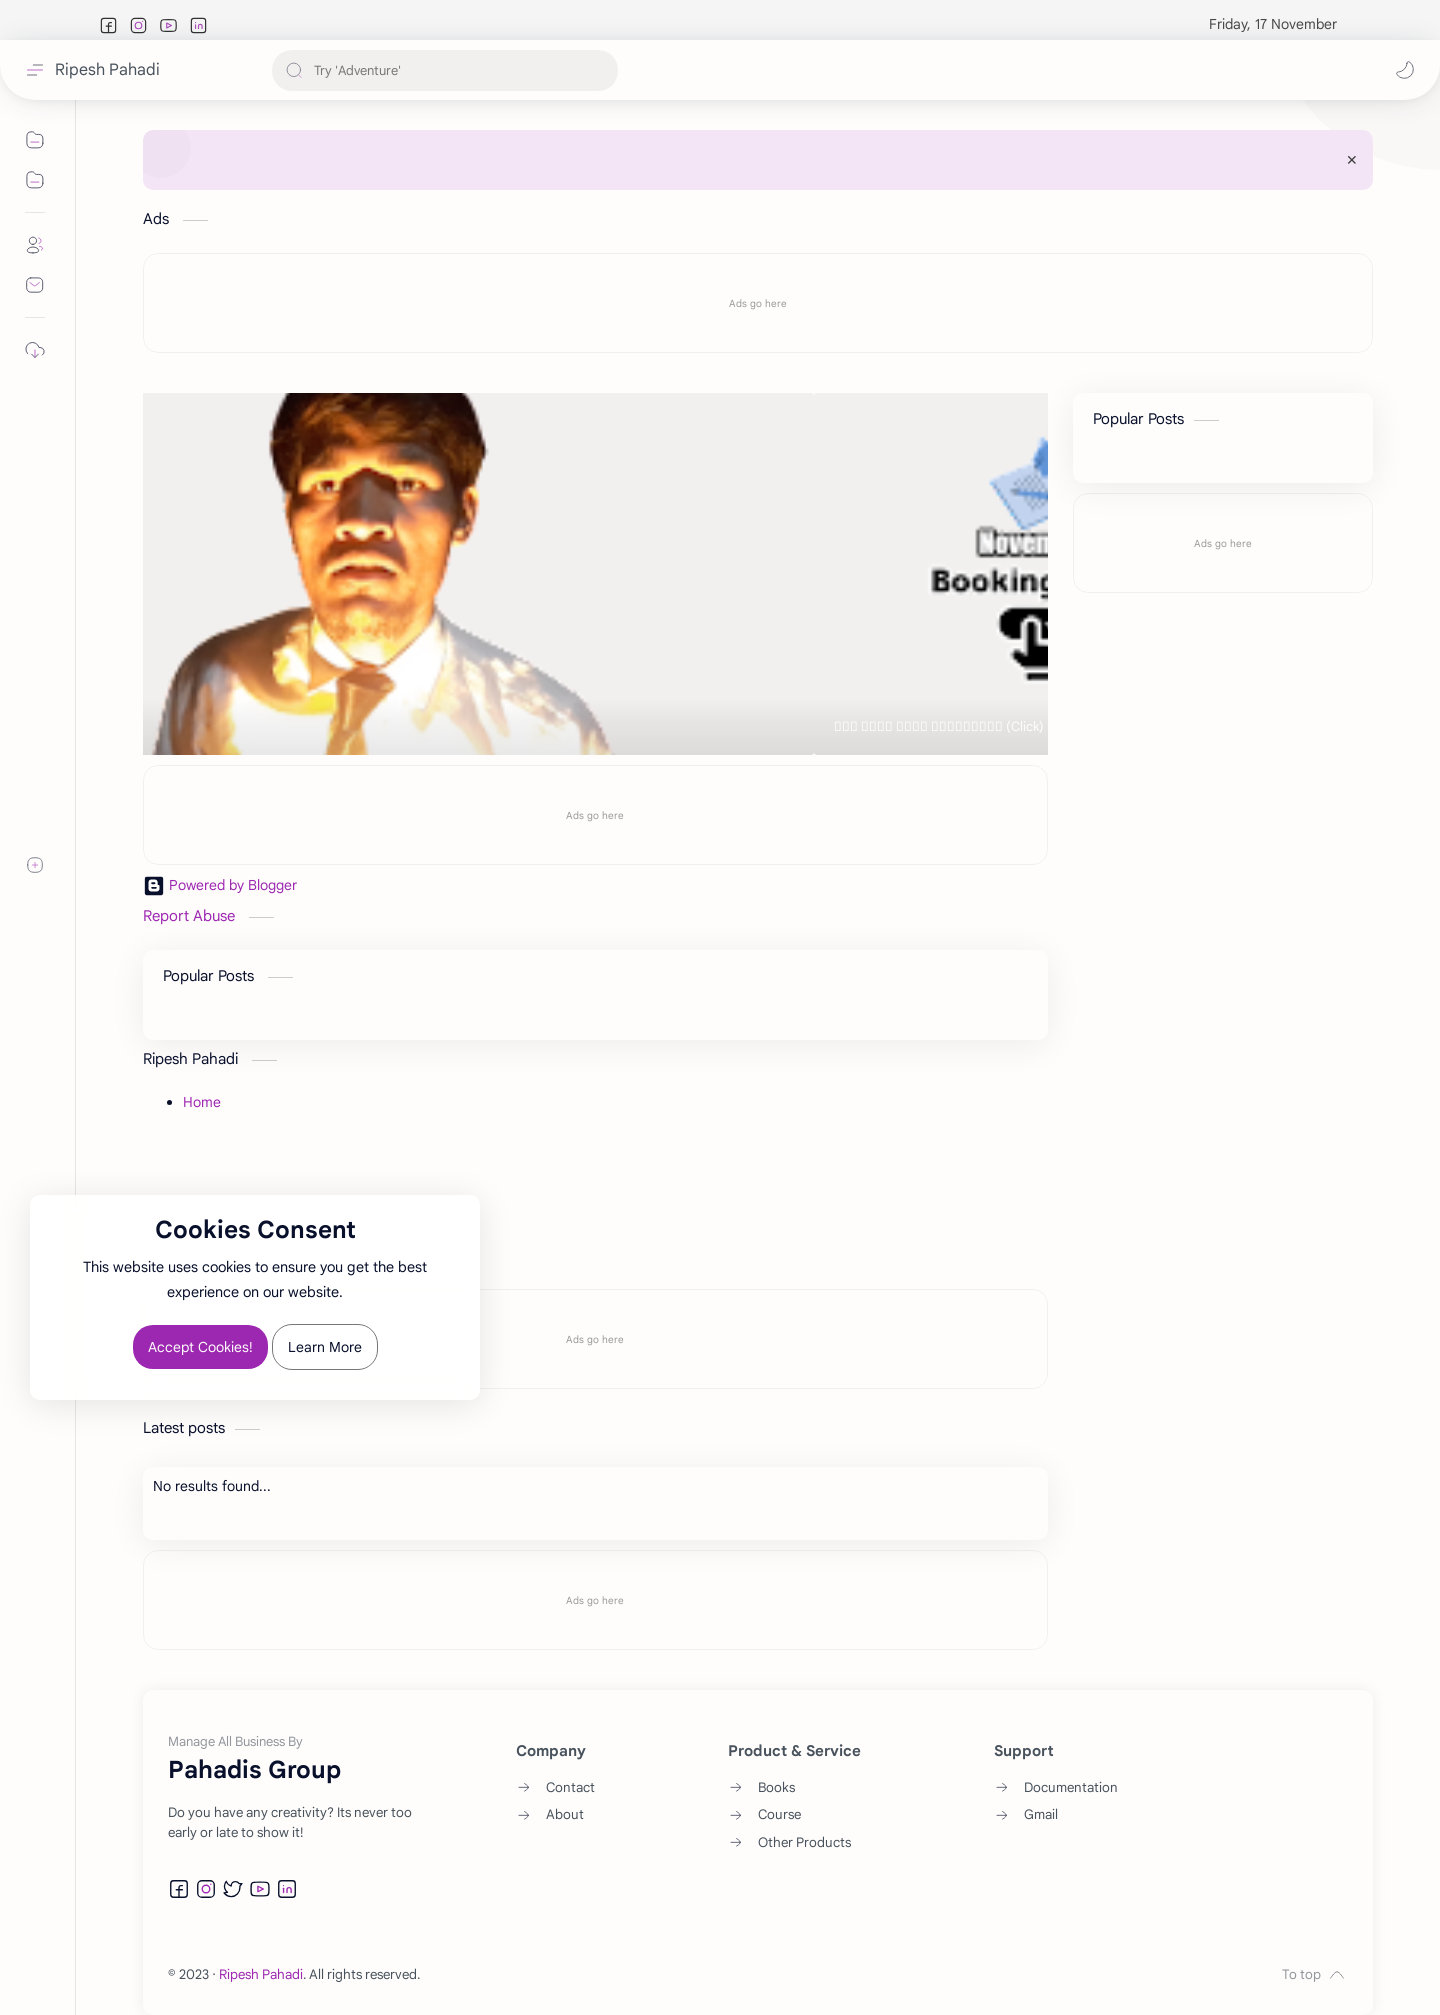 Friday, 17 November
Ripesh Pahadi
Try 'Adventure'
Ads
Ads go here
Popular Posts
Ads go here
Booking
(Click)
Ads go here
Powered by Blogger
Report Abuse
Popular Posts
Ripesh Pahadi
Home
Cookies Consent
This website uses cookies to ensure you get the best
experience on our website.
Accept Cookies!
Learn More
Ads go here
Latest posts
No results found...
Ads go here
Manage All Business By
Pahadis Group
Do you have any creativity? Its never too
early or late to show it!
Company
Contact
About
Product & Service
Books
Course
Other Products
Support
Documentation
Gmail
© 2023 · Ripesh Pahadi. All rights reserved.
To top